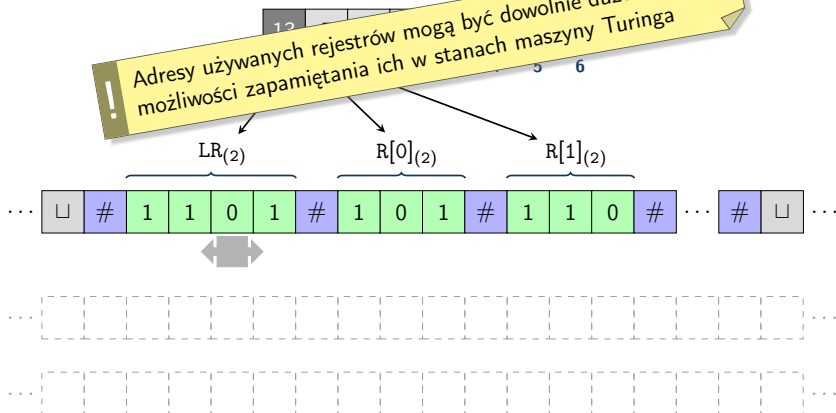 13
Adresy używanych rejestrów mogą być dowolnie
możliwości zapamiętania ich w stanach maszyny Turinga
5 6
!
LR(2) R[0](2) R[1](2)
··· ⊔ # 1 1 0 1 # 1 0 1 # 1 1 0 # ··· # ⊔ ···
··· ···
··· ···